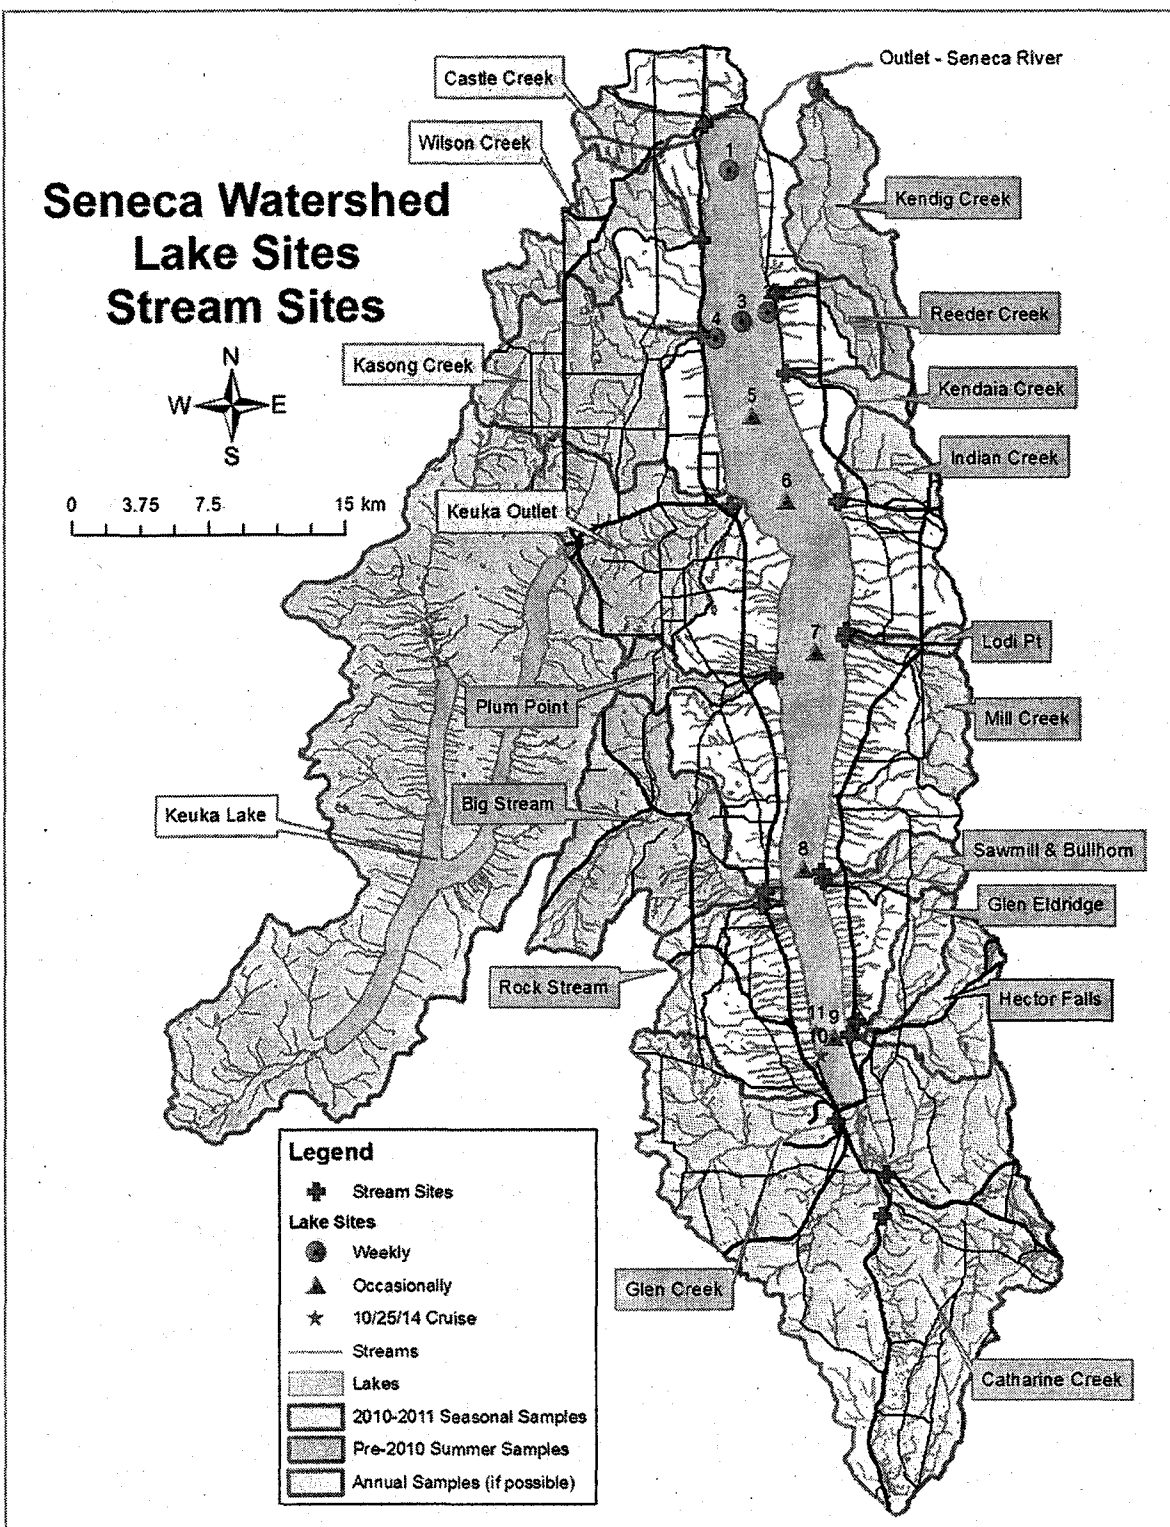 Outlet - Seneca River
Castle Creek
Wilson Creek
Seneca Watershed
Lake Sites
Stream Sites
Kendig Creek
Reeder Creek
Kasong Creek
Kendaia Creek
Indian Creek
N
W E
S
0 3.75 7.5 15 km
Keuka Outlet
1
3
4
5
6
7
8
11 9
10
Lodi Pt
Plum Point
Mill Creek
Big Stream
Keuka Lake
Sawmill & Bullhorn
Glen Eldridge
Rock Stream
Hector Falls
Glen Creek
Catharine Creek
Legend
Stream Sites
Lake Sites
Weekly
Occasionally
10/25/14 Cruise
Streams
Lakes
2010-2011 Seasonal Samples
Pre-2010 Summer Samples
Annual Samples (if possible)